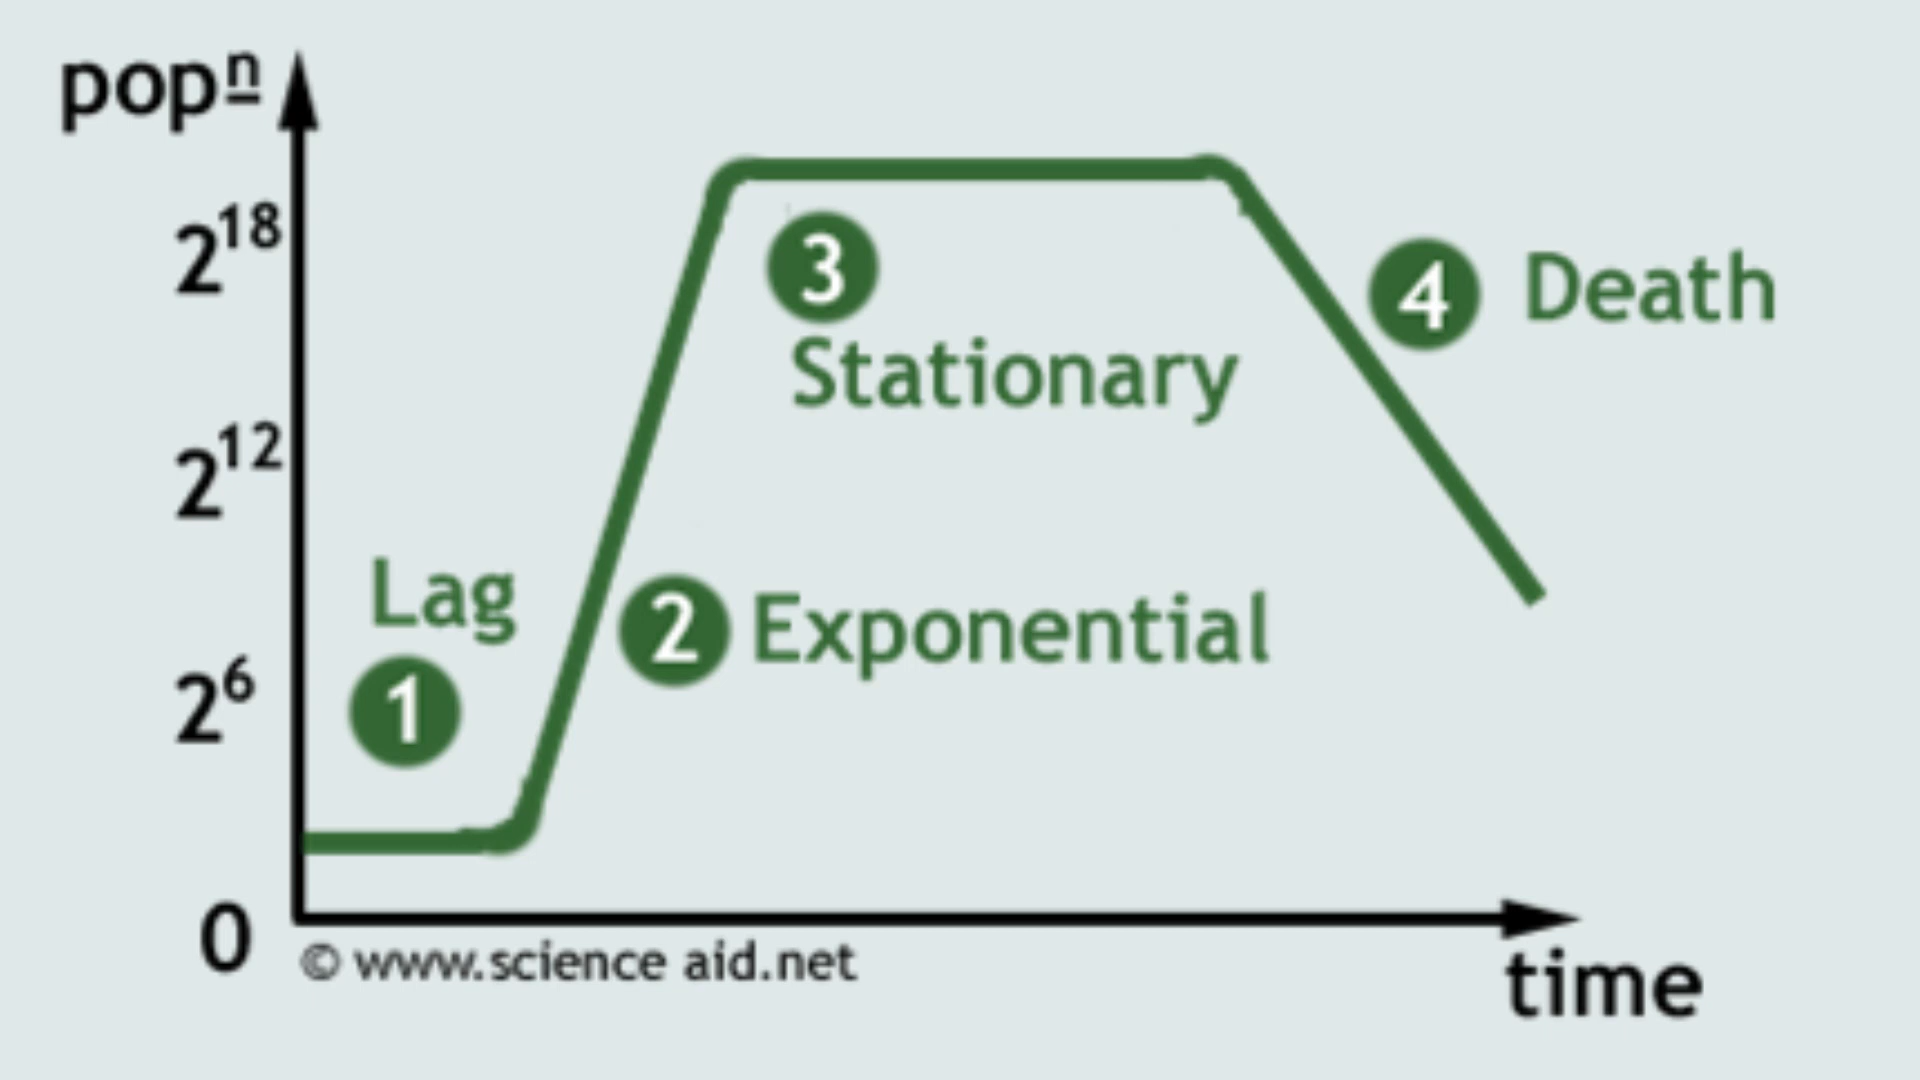 popⁿ
2¹⁸
3
4 Death
Stationary
2¹²
Lag
2 Exponential
2⁶
1
0
© www.science aid.net
time